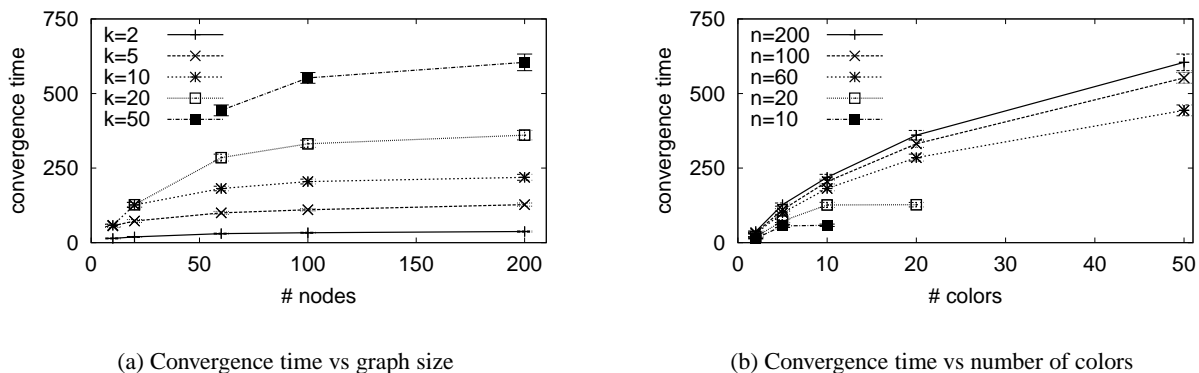 750
500
250
0
convergence time
k=2
k=5
k=10
k=20
k=50
0
50
100
150
200
# nodes
(a) Convergence time vs graph size
750
500
250
0
convergence time
n=200
n=100
n=60
n=20
n=10
0
10
20
30
40
50
# colors
(b) Convergence time vs number of colors